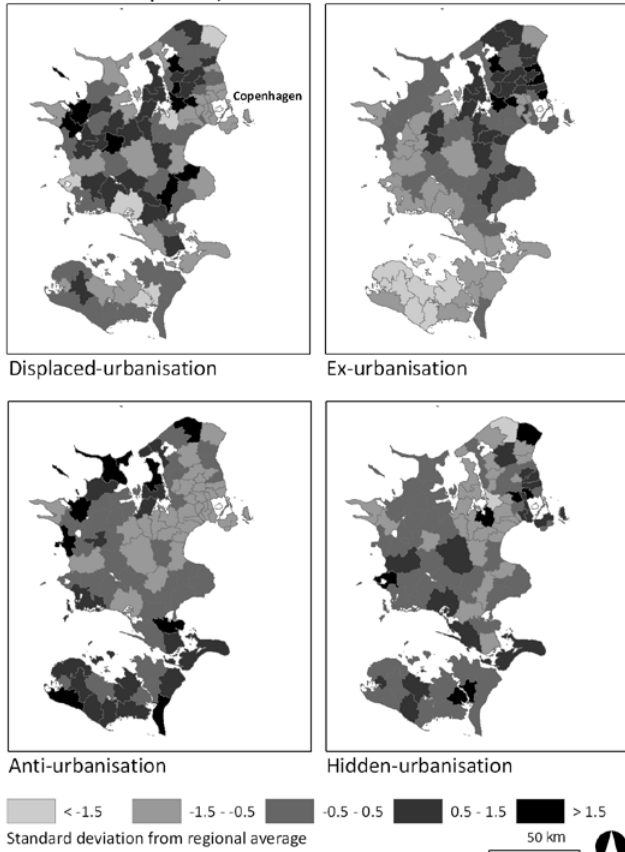 Copenhagen
Displaced-urbanisation
Ex-urbanisation
Anti-urbanisation
Hidden-urbanisation
< -1.5
-1.5 - -0.5
-0.5 - 0.5
0.5 - 1.5
> 1.5
Standard deviation from regional average
50 km